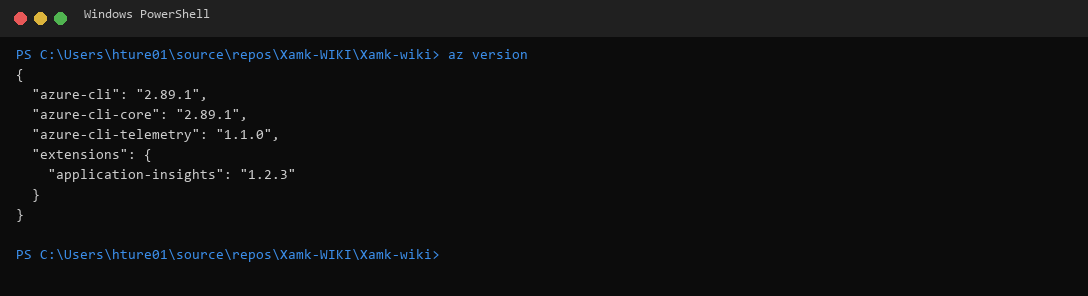 Windows PowerShell
PS C:\Users\hture01\source\repos\Xamk-WIKI\Xamk-wiki> az version
{
  "azure-cli": "2.89.1",
  "azure-cli-core": "2.89.1",
  "azure-cli-telemetry": "1.1.0",
  "extensions": {
    "application-insights": "1.2.3"
  }
}
PS C:\Users\hture01\source\repos\Xamk-WIKI\Xamk-wiki>